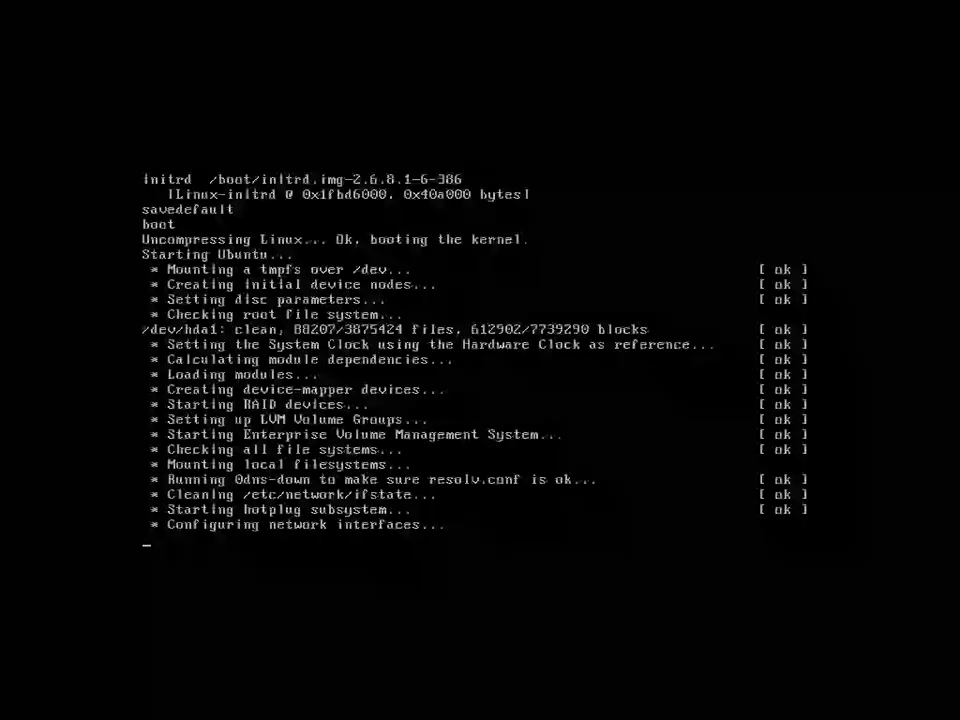 initrd /boot/initrd.img-2.6.8.1-6-386
[Linux-initrd @ 0x1fbd6000, 0x40a000 bytes]
savedefault
boot
Uncompressing Linux... Ok, booting the kernel.
Starting Ubuntu...
* Mounting a tmpfs over /dev... [ ok ]
* Creating initial device nodes... [ ok ]
* Setting disc parameters... [ ok ]
* Checking root file system...
/dev/hda1: clean, 88207/3875424 files, 612902/7739290 blocks [ ok ]
* Setting the System Clock using the Hardware Clock as reference... [ ok ]
* Calculating module dependencies... [ ok ]
* Loading modules... [ ok ]
* Creating device-mapper devices... [ ok ]
* Starting RAID devices... [ ok ]
* Setting up LVM Volume Groups... [ ok ]
* Starting Enterprise Volume Management System... [ ok ]
* Checking all file systems... [ ok ]
* Mounting local filesystems...
* Running 0dns-down to make sure resolv.conf is ok... [ ok ]
* Cleaning /etc/network/ifstate... [ ok ]
* Starting hotplug subsystem... [ ok ]
* Configuring network interfaces...
_